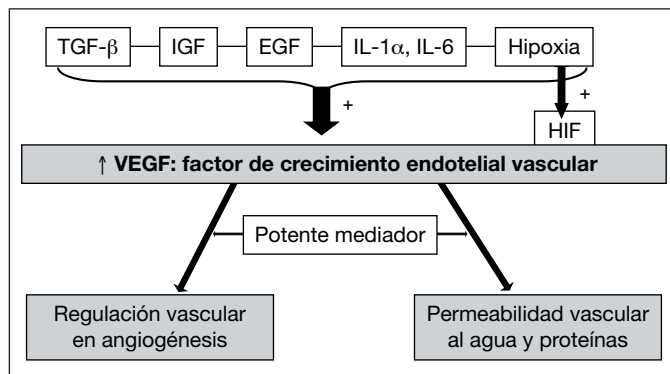 TGF-β IGF EGF IL-1α, IL-6 Hipoxia
+ +
HIF
↑ VEGF: factor de crecimiento endotelial vascular
Potente mediador
Regulación vascular
en angiogénesis
Permeabilidad vascular
al agua y proteínas